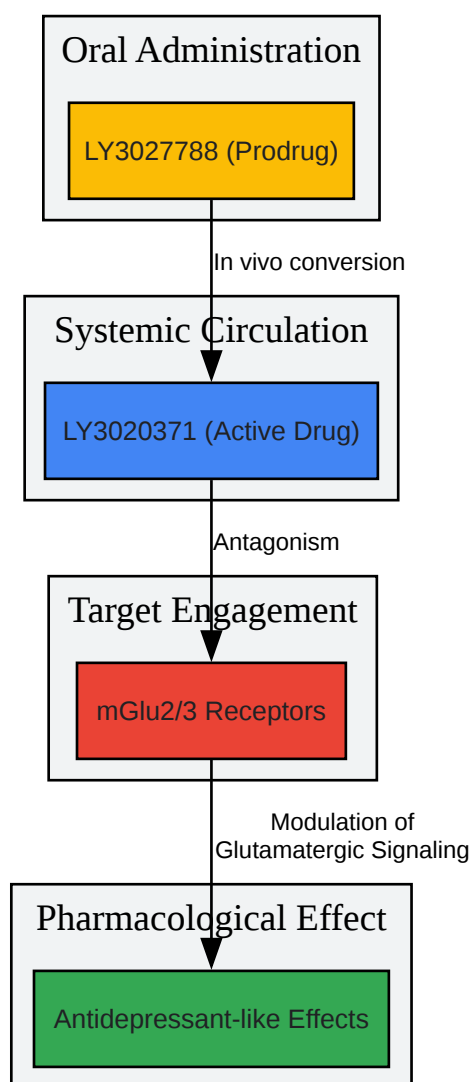 Oral Administration
LY3027788 (Prodrug)
In vivo conversion
Systemic Circulation
LY3020371 (Active Drug)
Antagonism
Target Engagement
mGlu2/3 Receptors
Modulation of
Glutamatergic Signaling
Pharmacological Effect
Antidepressant-like Effects